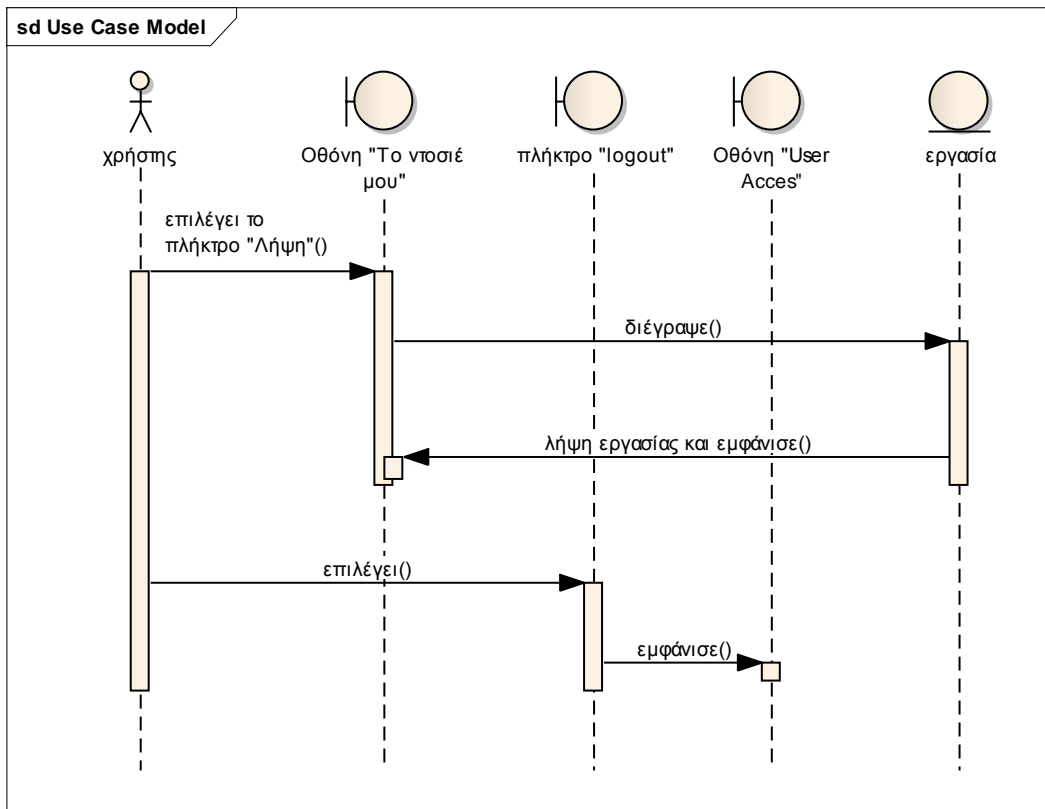 sd Use Case Model
χρήστης
Οθόνη "Το ντοσιέ
μου"
πλήκτρο "logout"
Οθόνη "User
Acces"
εργασία
επιλέγει το
πλήκτρο "Λήψη"()
διέγραψε()
λήψη εργασίας και εμφάνισε()
επιλέγει()
εμφάνισε()